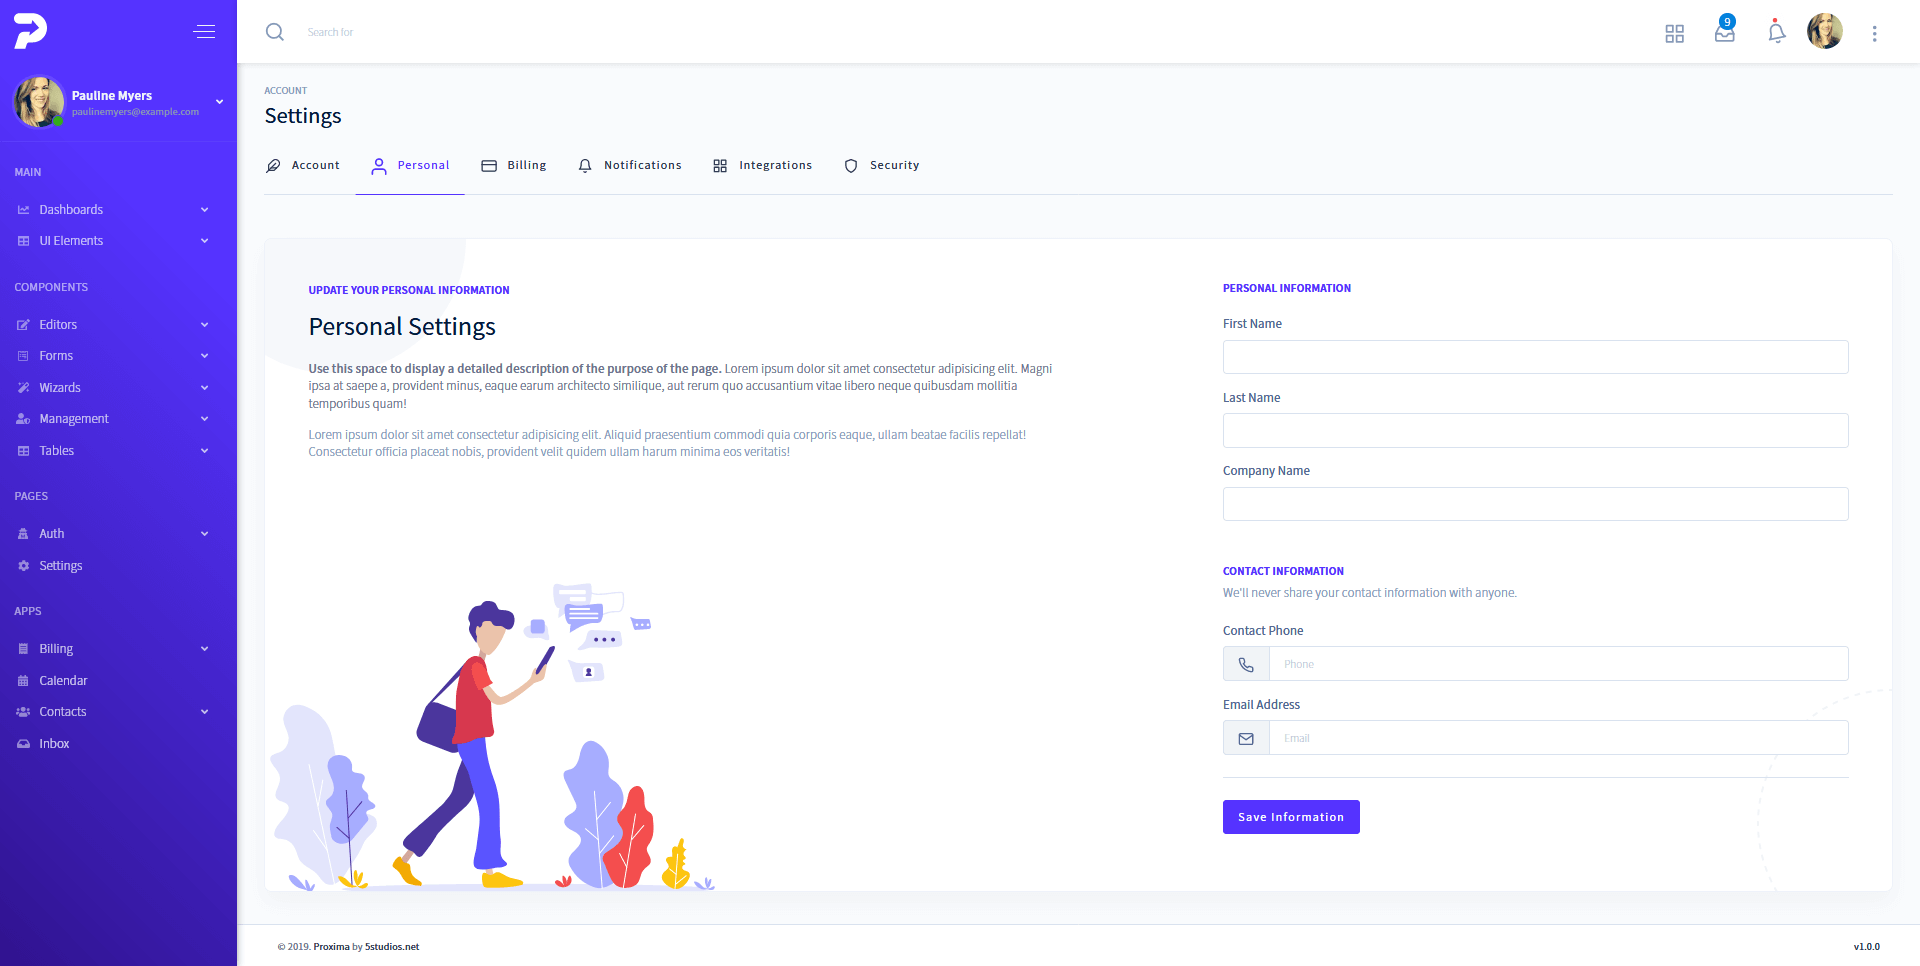 Pauline Myers
paulinemyers@example.com
MAIN
Dashboards
UI Elements
COMPONENTS
Editors
Forms
Wizards
Management
Tables
PAGES
Auth
Settings
APPS
Billing
Calendar
Contacts
Inbox
Search for
9
ACCOUNT
Settings
Account
Personal
Billing
Notifications
Integrations
Security
UPDATE YOUR PERSONAL INFORMATION
Personal Settings
Use this space to display a detailed description of the purpose of the page. Lorem ipsum dolor sit amet consectetur adipisicing elit. Magni
ipsa at saepe a, provident minus, eaque earum architecto similique, aut rerum quo accusantium vitae libero neque quibusdam mollitia
temporibus quam!
Lorem ipsum dolor sit amet consectetur adipisicing elit. Aliquid praesentium commodi quia corporis eaque, ullam beatae facilis repellat!
Consectetur officia placeat nobis, provident velit quidem ullam harum minima eos veritatis!
PERSONAL INFORMATION
First Name
Last Name
Company Name
CONTACT INFORMATION
We'll never share your contact information with anyone.
Contact Phone
Phone
Email Address
Email
Save Information
© 2019. Proxima by 5studios.net
v1.0.0